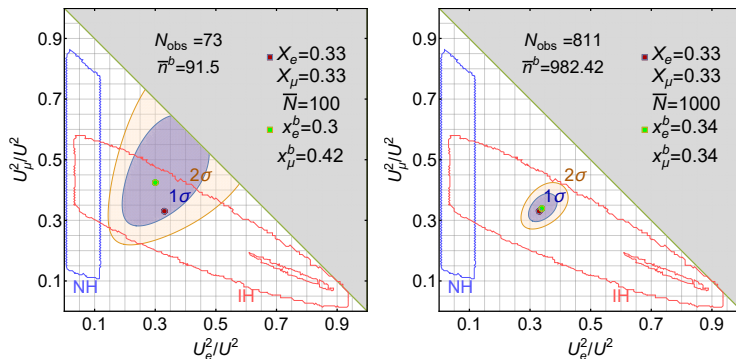 N_obs =73
n̄^b=91.5
X_e=0.33
X_μ=0.33
N̄=100
x_e^b=0.3
x_μ^b=0.42
2σ
1σ
NH
IH
0.9
0.7
0.5
0.3
0.1
0.1
0.3
0.5
0.7
0.9
U_μ^2/U^2
U_e^2/U^2
N_obs =811
n̄^b=982.42
X_e=0.33
X_μ=0.33
N̄=1000
x_e^b=0.34
x_μ^b=0.34
2σ
1σ
NH
IH
0.9
0.7
0.5
0.3
0.1
0.1
0.3
0.5
0.7
0.9
U_μ^2/U^2
U_e^2/U^2